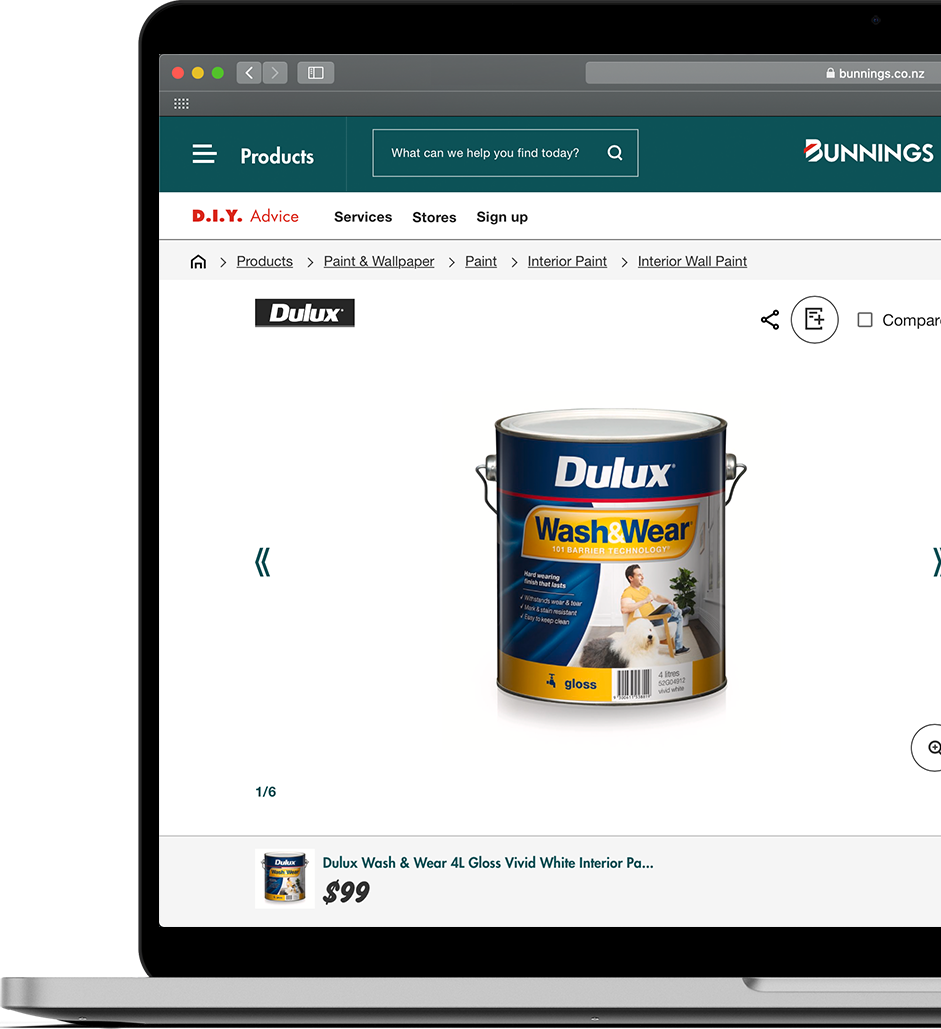 bunnings.co.nz
Products
What can we help you find today?
BUNNINGS
D.I.Y. Advice
Services
Stores
Sign up
Products
Paint & Wallpaper
Paint
Interior Paint
Interior Wall Paint
Dulux
Compar
Dulux
Wash&Wear
101 BARRIER TECHNOLOGY
Hard wearing
finish that lasts
✓ Withstands wear & tear
✓ Mark & stain resistant
✓ Easy to keep clean
gloss
4 litres
52G04912
vivid white
1/6
Dulux Wash & Wear 4L Gloss Vivid White Interior Pa...
$99